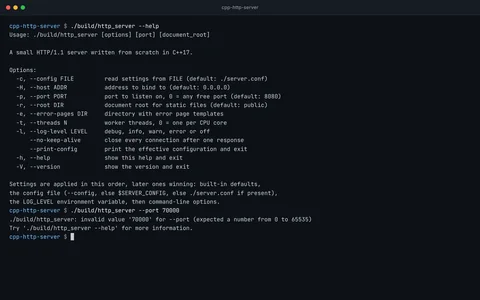 cpp-http-server
cpp-http-server $ ./build/http_server --help
Usage: ./build/http_server [options] [port] [document_root]
A small HTTP/1.1 server written from scratch in C++17.
Options:
-c, --config FILE read settings from FILE (default: ./server.conf)
-H, --host ADDR address to bind to (default: 0.0.0.0)
-p, --port PORT port to listen on, 0 = any free port (default: 8080)
-r, --root DIR document root for static files (default: public)
-e, --error-pages DIR directory with error page templates
-t, --threads N worker threads, 0 = one per CPU core
-l, --log-level LEVEL debug, info, warn, error or off
--no-keep-alive close every connection after one response
--print-config print the effective configuration and exit
-h, --help show this help and exit
-V, --version show the version and exit
Settings are applied in this order, later ones winning: built-in defaults,
the config file (--config, else $SERVER_CONFIG, else ./server.conf if present),
the LOG_LEVEL environment variable, then command-line options.
cpp-http-server $ ./build/http_server --port 70000
./build/http_server: invalid value '70000' for --port (expected a number from 0 to 65535)
Try './build/http_server --help' for more information.
cpp-http-server $